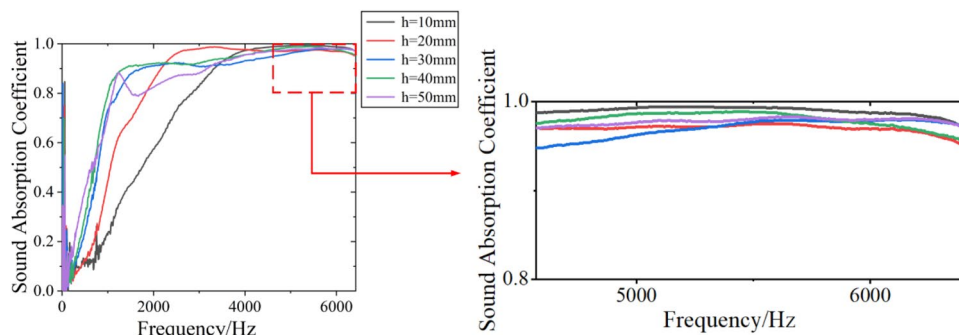 Sound Absorption Coefficient
1.0
0.8
0.6
0.4
0.2
0.0
0 2000 4000 6000
Frequency/Hz
h=10mm
h=20mm
h=30mm
h=40mm
h=50mm
Sound Absorption Coefficient
1.0
0.8
5000 6000
Frequency/Hz